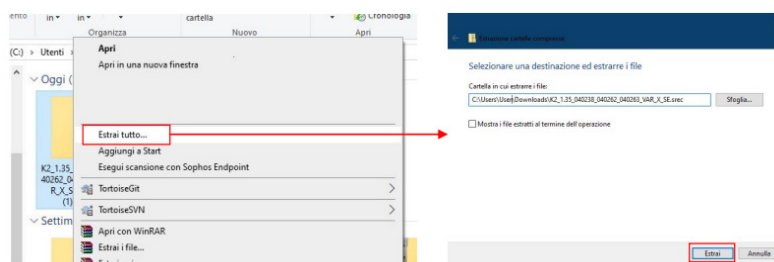 in
in
cartella
Cronologia
Organizza
Nuovo
Apri
(C:) > Utenti >
Oggi (
K2_1.35_
40262_04
R_X_S
(1)
Settim
Apri
Apri in una nuova finestra
Estrai tutto...
Aggiungi a Start
Esegui scansione con Sophos Endpoint
TortoiseGit
TortoiseSVN
Apri con WinRAR
Estrai i file...
Estrazione cartelle compresse
Selezionare una destinazione ed estrarre i file
Cartella in cui estrarre i file:
C:\Users\User\Downloads\K2_1.35_040238_040262_040263_VAR_X_SE.srec
Sfoglia...
Mostra i file estratti al termine dell'operazione
Estrai
Annulla